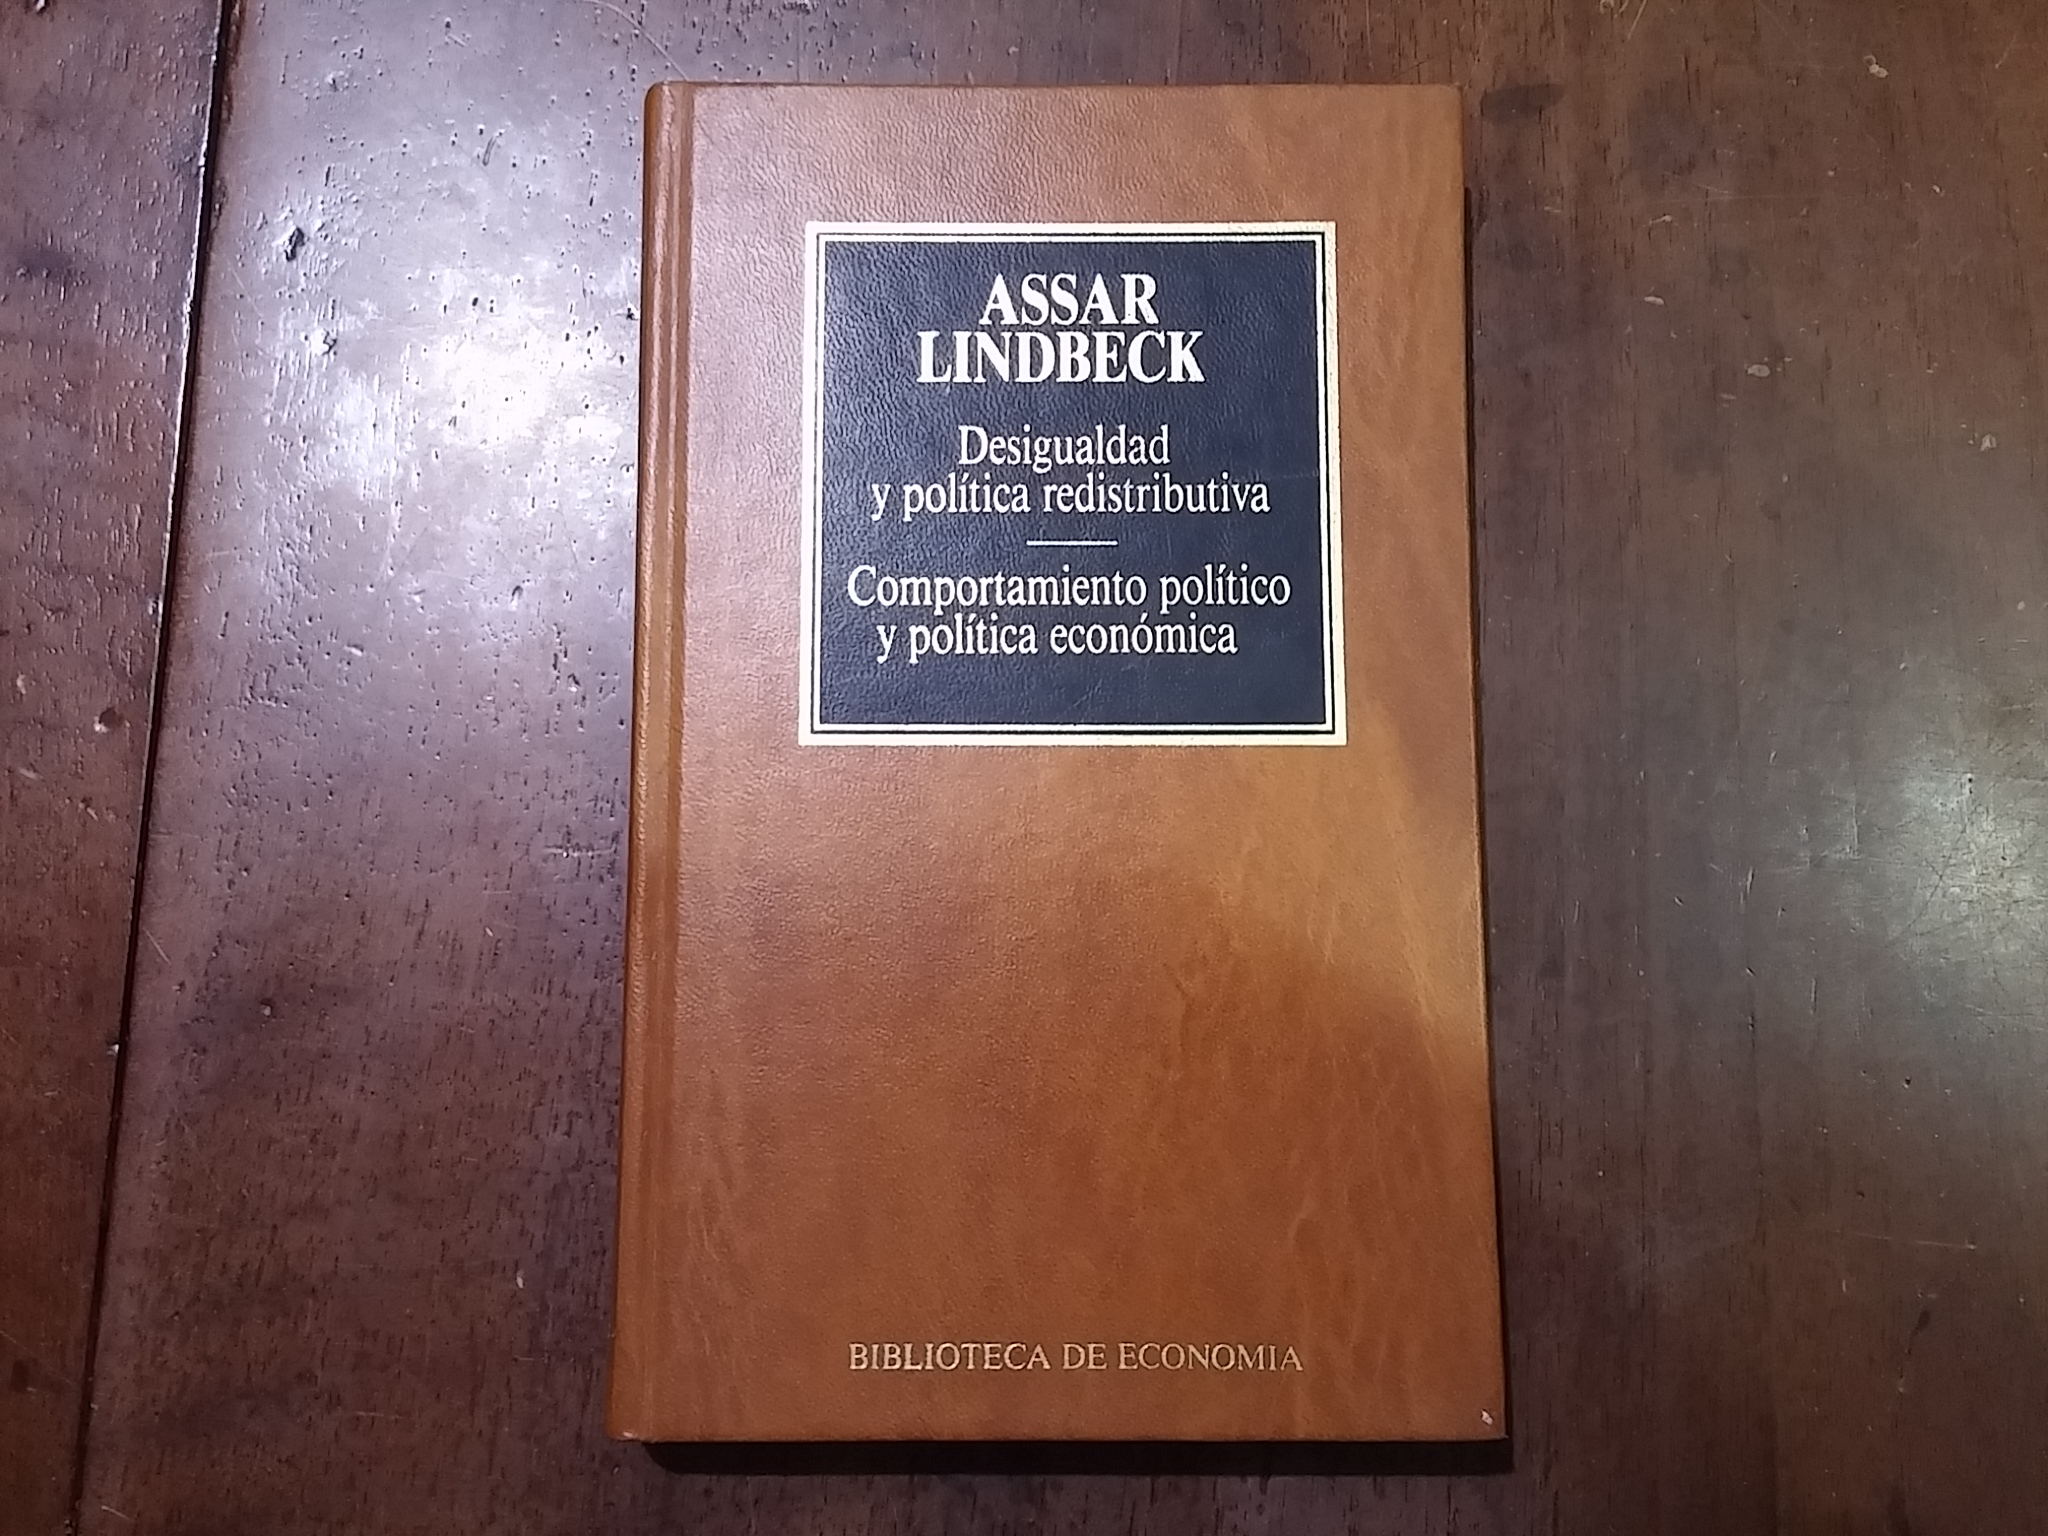 ASSAR
LINDBECK
Desigualdad
y política redistributiva
Comportamiento político
y política económica
BIBLIOTECA DE ECONOMIA